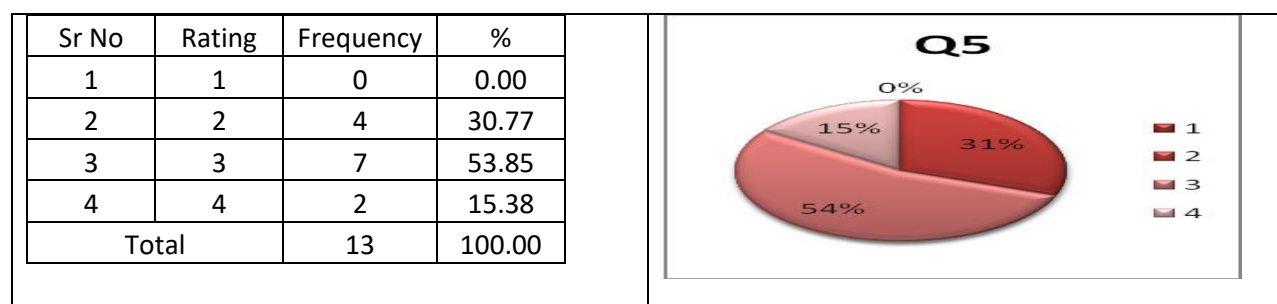 Sr No Rating Frequency %
1 1 0 0.00
2 2 4 30.77
3 3 7 53.85
4 4 2 15.38
Total 13 100.00
Q5
0%
15%
31%
54%
1
2
3
4